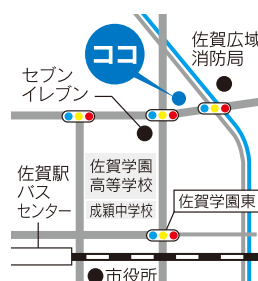 ココ
佐賀広域
消防局
セブン
イレブン
佐賀学園
高等学校
成穎中学校
佐賀駅
バス
センター
佐賀学園東
市役所